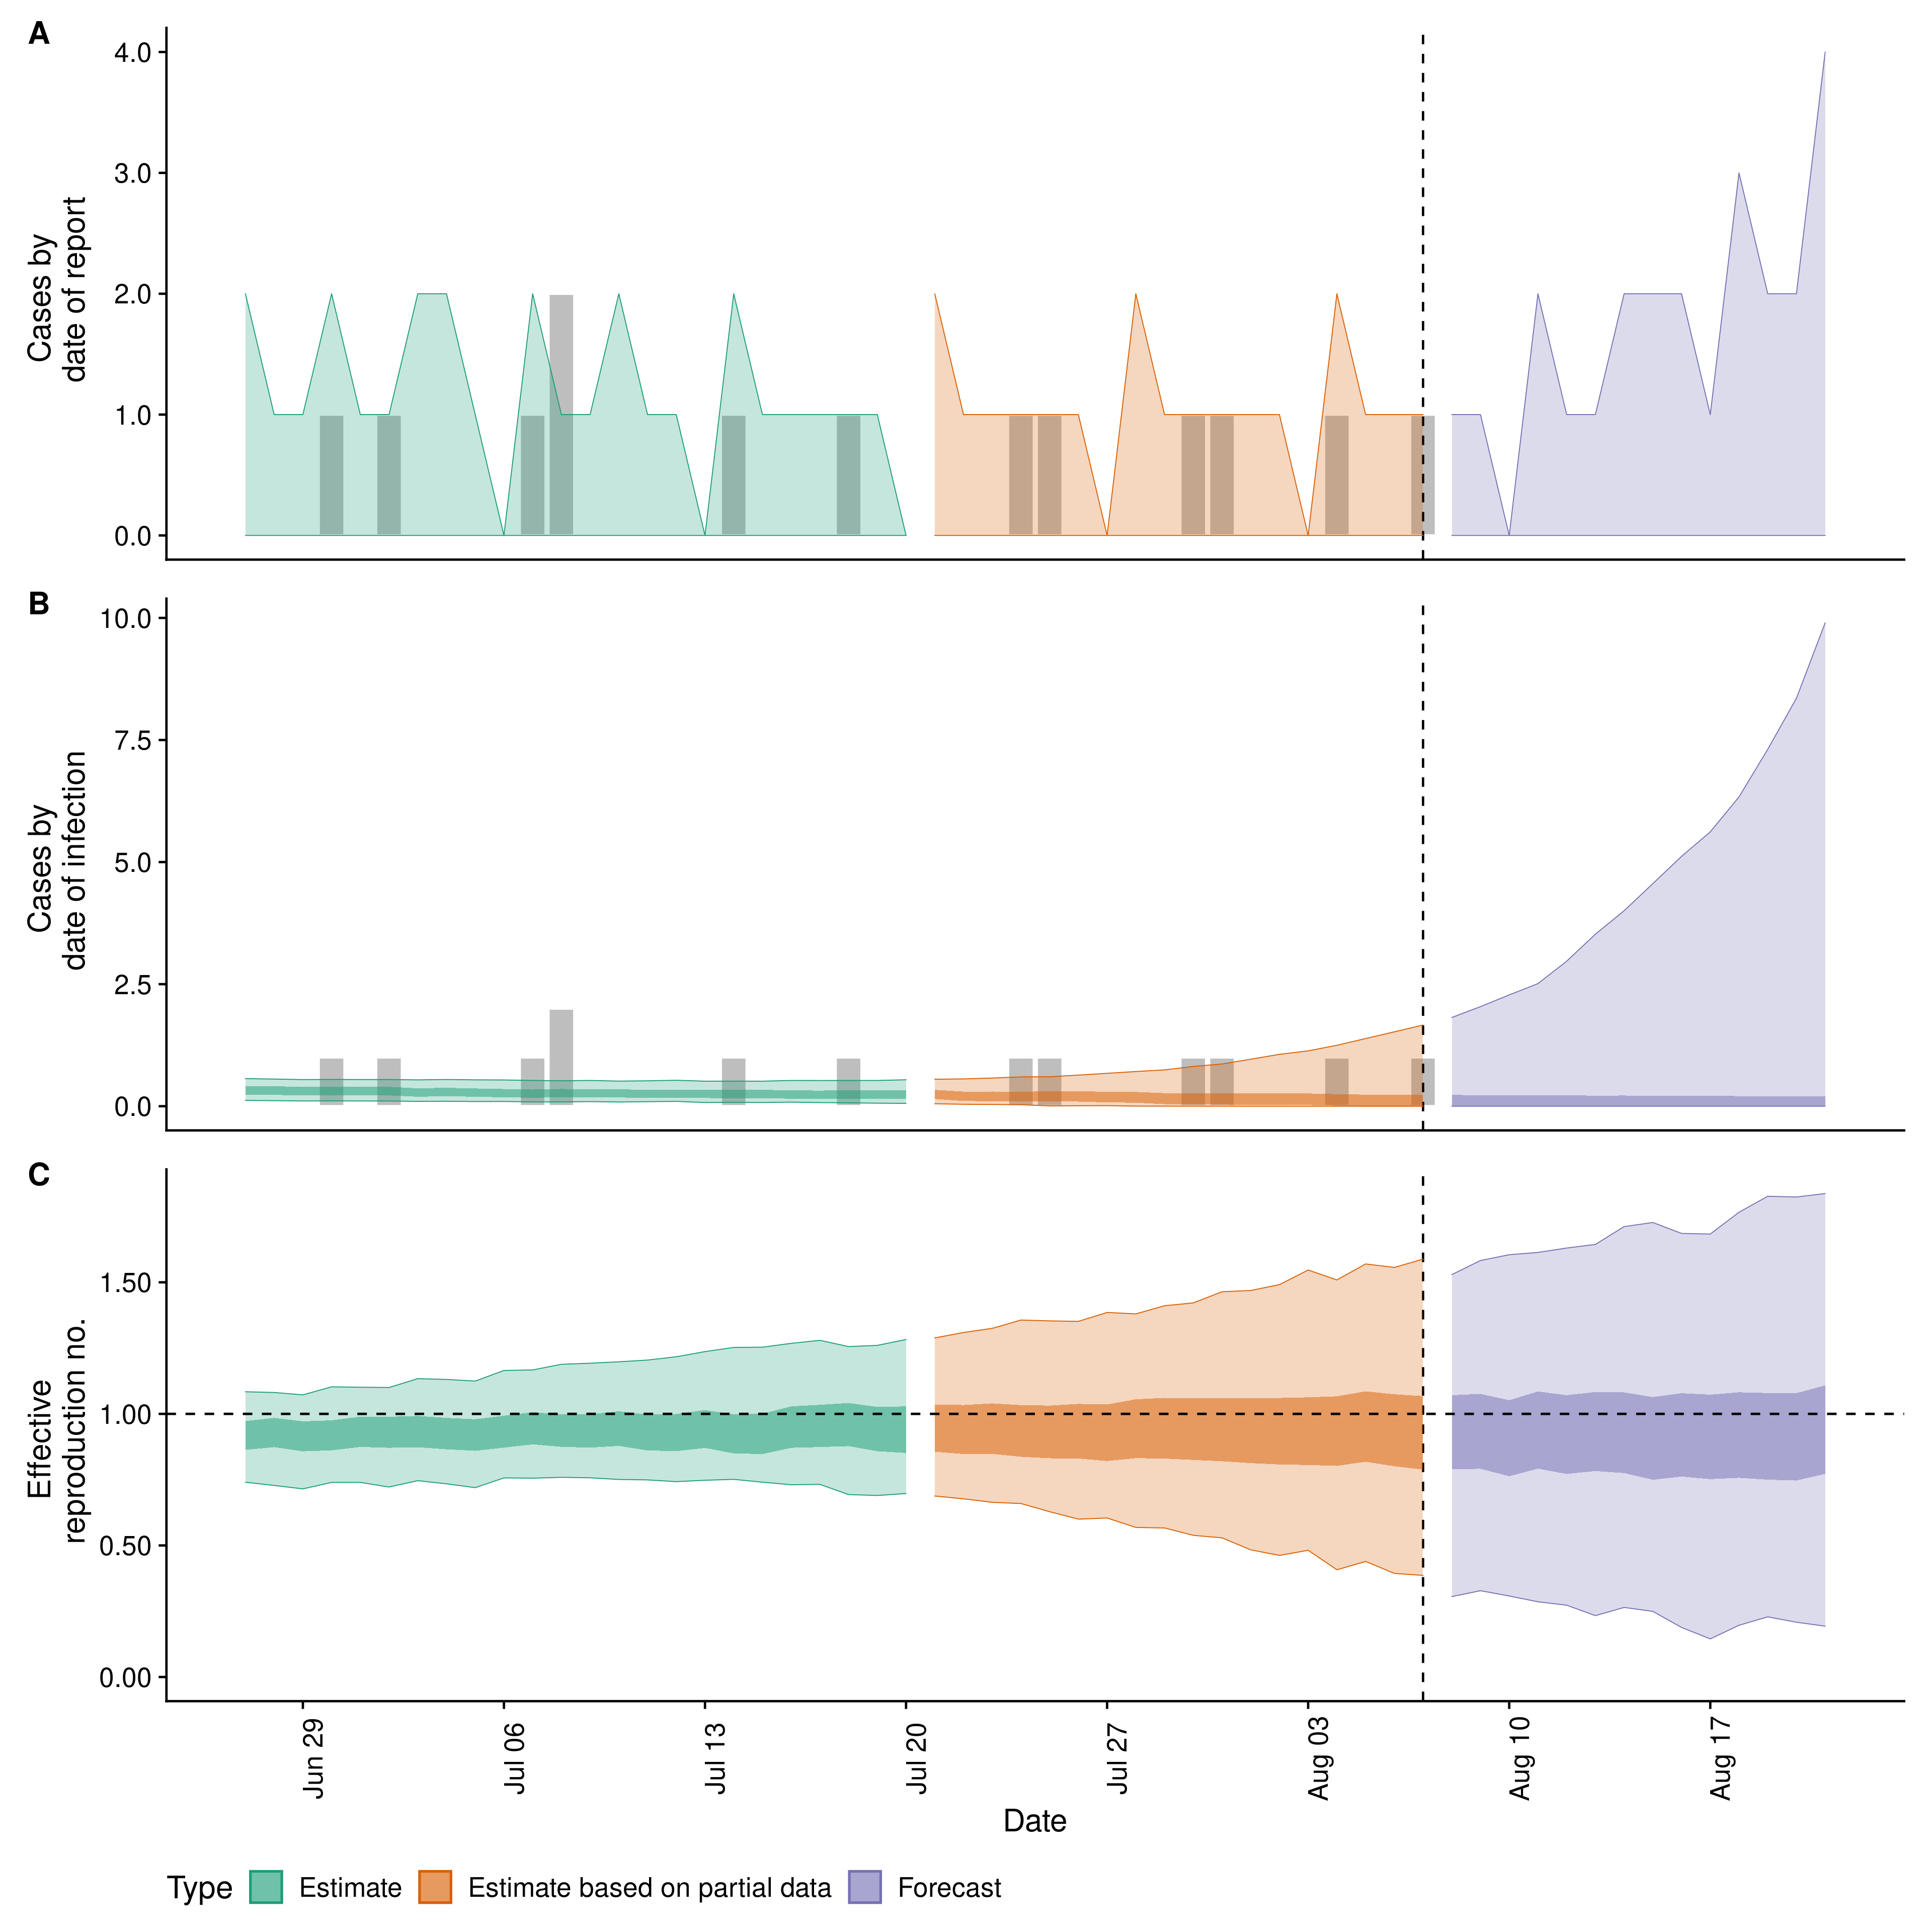 A
4.0
3.0
2.0
1.0
0.0
Cases by
date of report
B
10.0
7.5
5.0
2.5
0.0
Cases by
date of infection
C
1.50
1.00
0.50
0.00
Effective
reproduction no.
Jun 29
Jul 06
Jul 13
Jul 20
Jul 27
Aug 03
Aug 10
Aug 17
Date
Type Estimate Estimate based on partial data Forecast